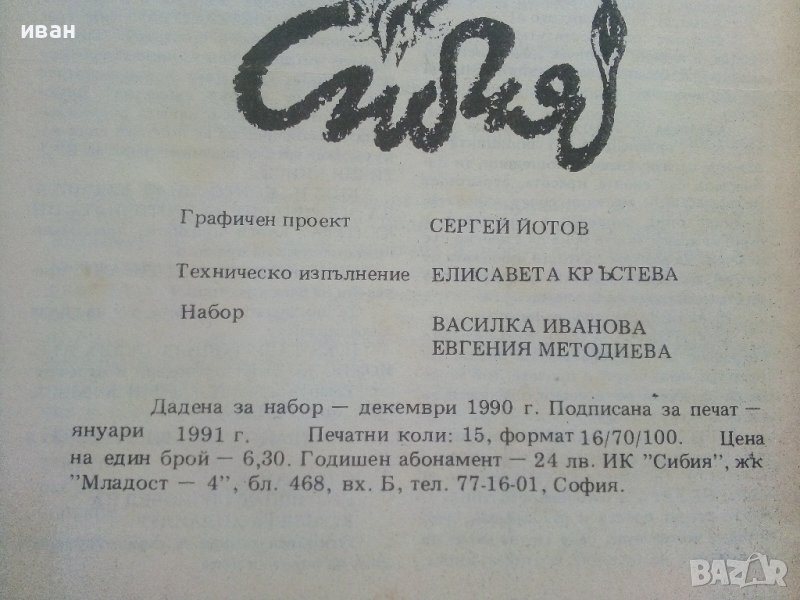 иван
Сибия
Графичен проект СЕРГЕЙ ЙОТОВ
Техническо изпълнение ЕЛИСАВЕТА КРЪСТЕВА
Набор ВАСИЛКА ИВАНОВА
ЕВГЕНИЯ МЕТОДИЕВА
Дадена за набор — декември 1990 г. Подписана за печат —
януари 1991 г. Печатни коли: 15, формат 16/70/100. Цена
на един брой — 6,30. Годишен абонамент — 24 лв. ИК "Сибия", жк
"Младост — 4", бл. 468, вх. Б, тел. 77-16-01, София.
BAZAR